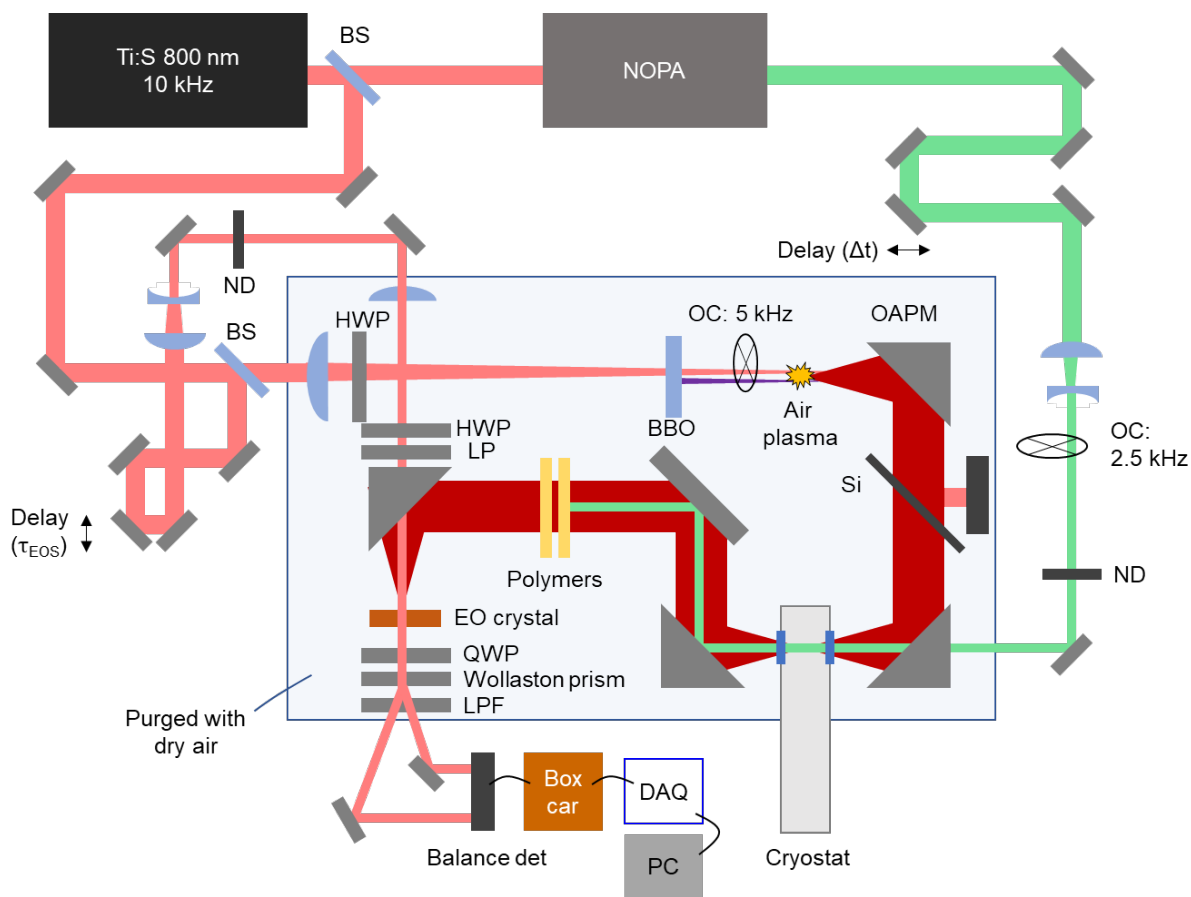 Ti:S 800 nm
10 kHz
BS
NOPA
Delay (Δt)
ND
BS
HWP
OC: 5 kHz
OAPM
BBO
Air
plasma
HWP
LP
OC:
2.5 kHz
Si
Delay
(τEOS)
Polymers
ND
EO crystal
QWP
Wollaston prism
LPF
Purged with
dry air
Box
car
DAQ
Balance det
PC
Cryostat